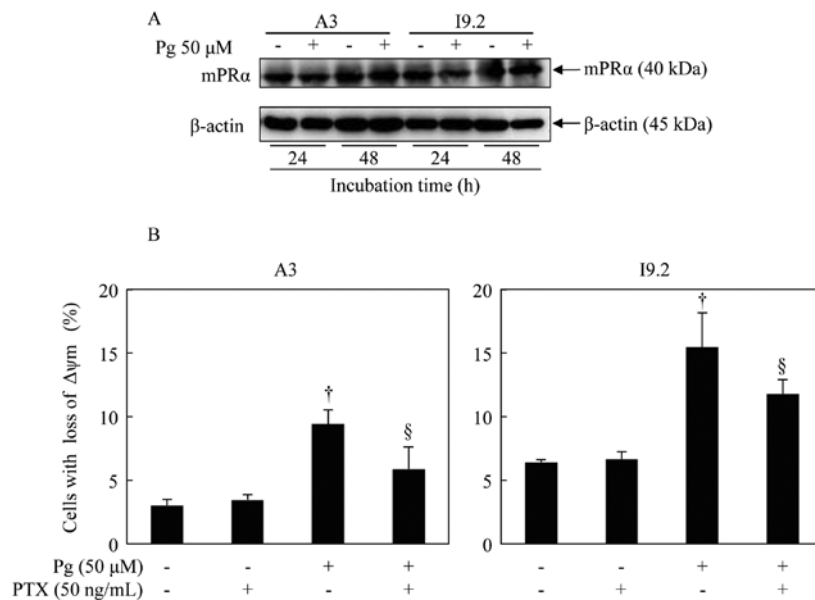 A
A3 I9.2
Pg 50 μM - + - + - + - +
mPRα mPRα (40 kDa)
β-actin β-actin (45 kDa)
24 48 24 48
Incubation time (h)
B
A3 I9.2
Cells with loss of Δψm (%)
20 20
15 15
10 10
5 5
0 0
† § † §
Pg (50 μM) - - + + - - + +
PTX (50 ng/mL) - + - + - + - +